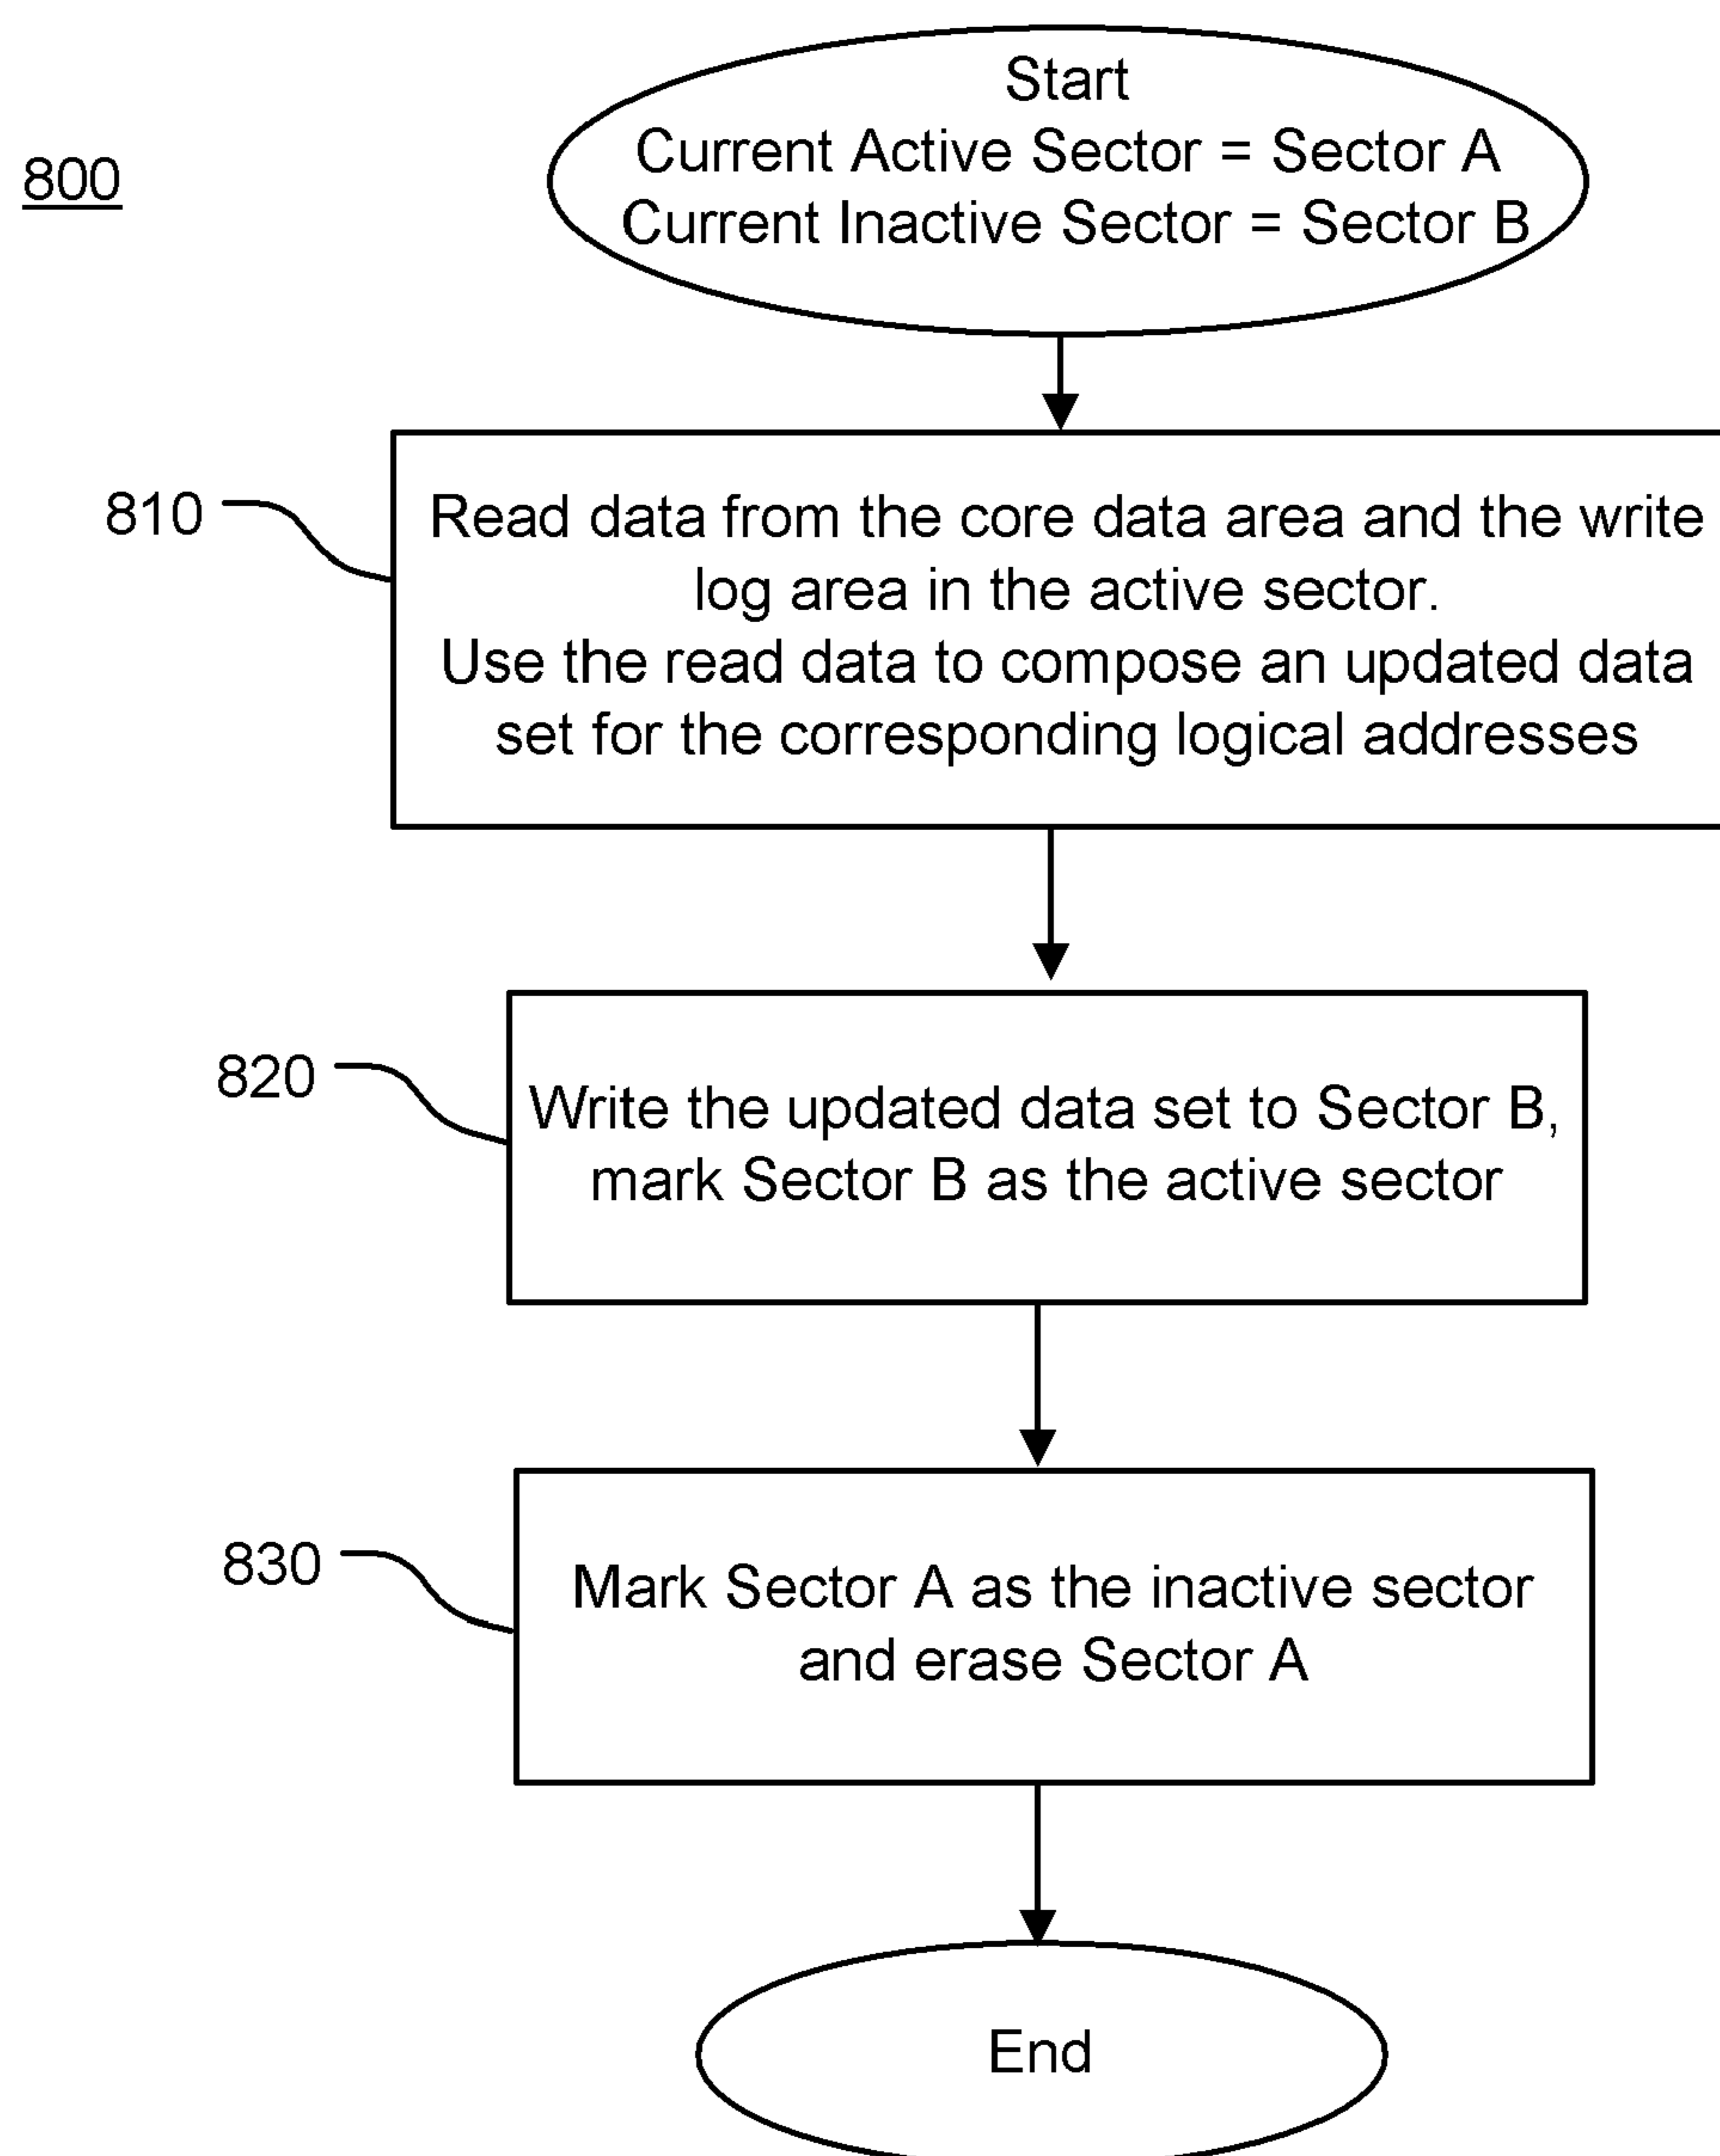 800
Start
Current Active Sector = Sector A
Current Inactive Sector = Sector B
810
Read data from the core data area and the write
log area in the active sector.
Use the read data to compose an updated data
set for the corresponding logical addresses
820
Write the updated data set to Sector B,
mark Sector B as the active sector
830
Mark Sector A as the inactive sector
and erase Sector A
End